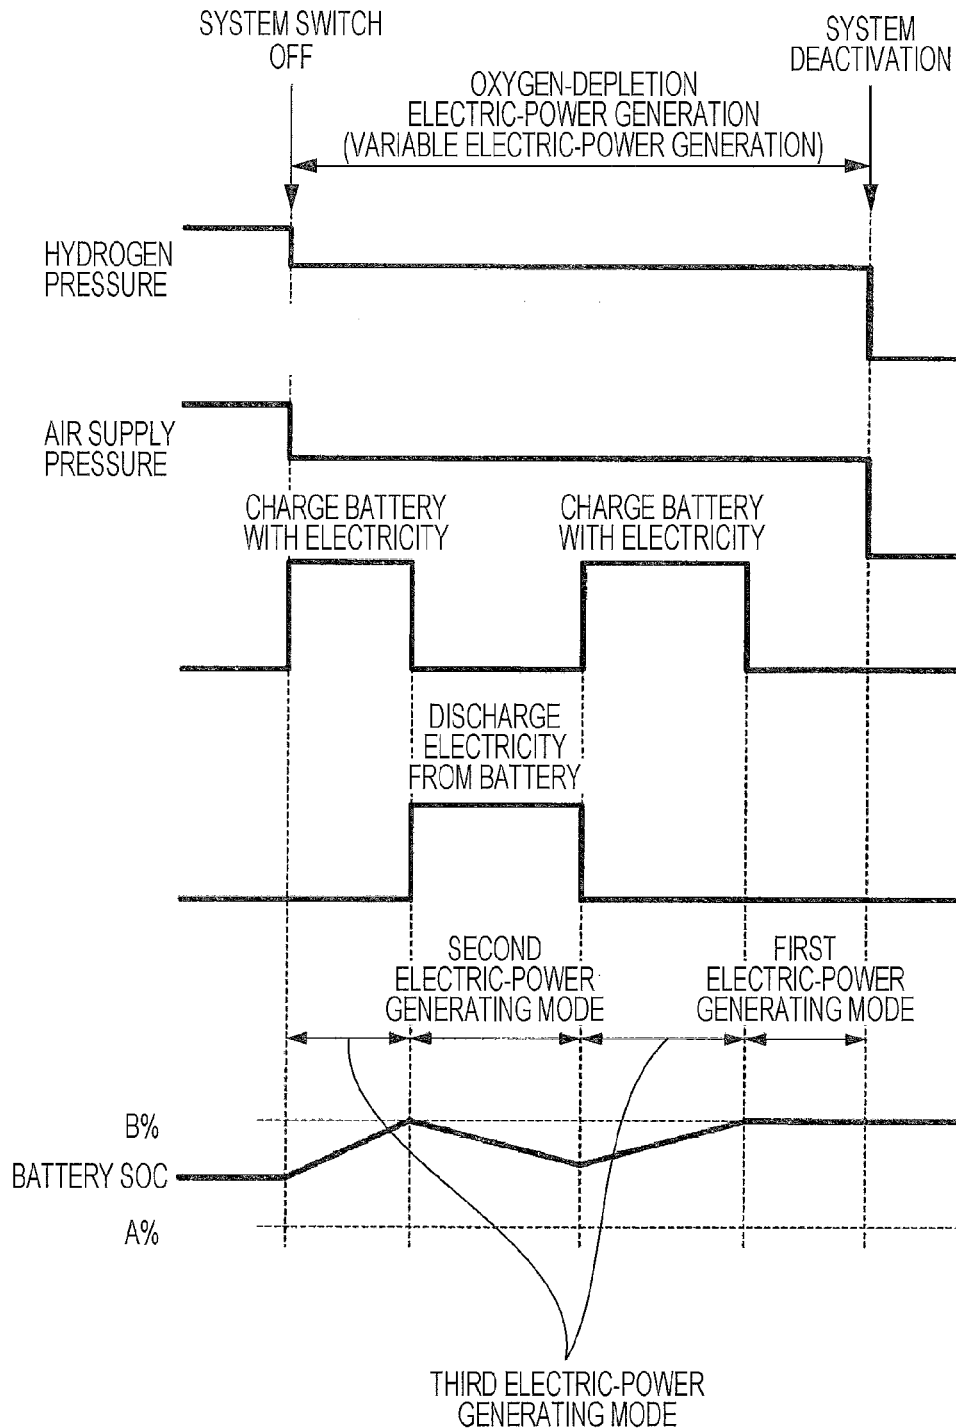 SYSTEM SWITCH
OFF
SYSTEM
DEACTIVATION
OXYGEN-DEPLETION
ELECTRIC-POWER GENERATION
(VARIABLE ELECTRIC-POWER GENERATION)
HYDROGEN
PRESSURE
AIR SUPPLY
PRESSURE
CHARGE BATTERY
WITH ELECTRICITY
CHARGE BATTERY
WITH ELECTRICITY
DISCHARGE
ELECTRICITY
FROM BATTERY
SECOND
ELECTRIC-POWER
GENERATING MODE
FIRST
ELECTRIC-POWER
GENERATING MODE
B%
BATTERY SOC
A%
THIRD ELECTRIC-POWER
GENERATING MODE